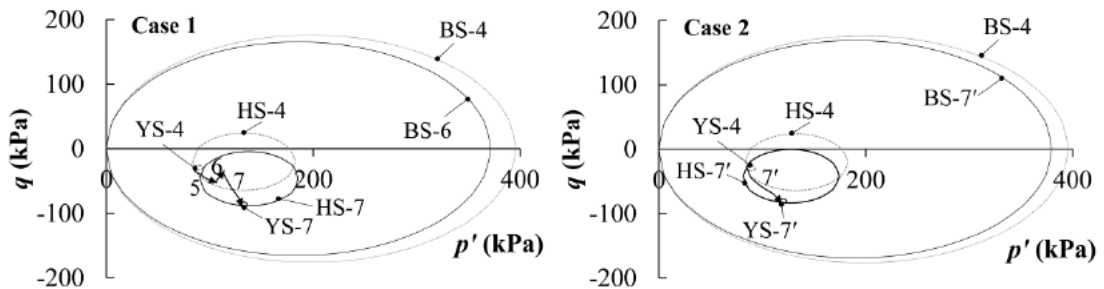 Case 1
q (kPa)
200
100
0
-100
-200
0
200
400
p' (kPa)
BS-4
BS-6
HS-4
YS-4
5
6
7
HS-7
YS-7
Case 2
q (kPa)
200
100
0
-100
-200
0
200
400
p' (kPa)
BS-4
BS-7′
HS-4
YS-4
HS-7′
7′
YS-7′